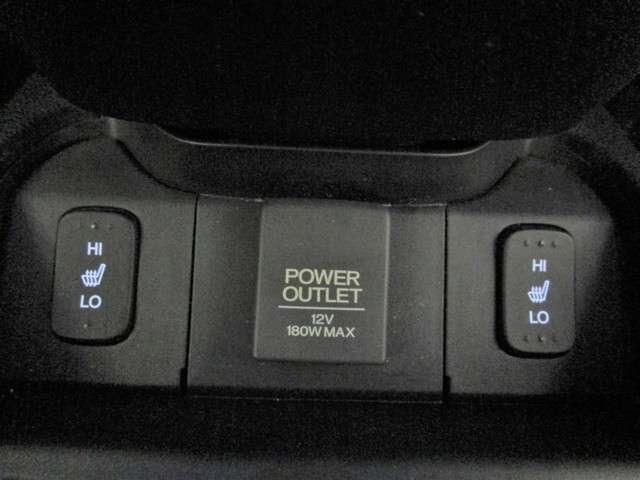 HI
LO
POWER
OUTLET
12V
180W MAX
HI
LO